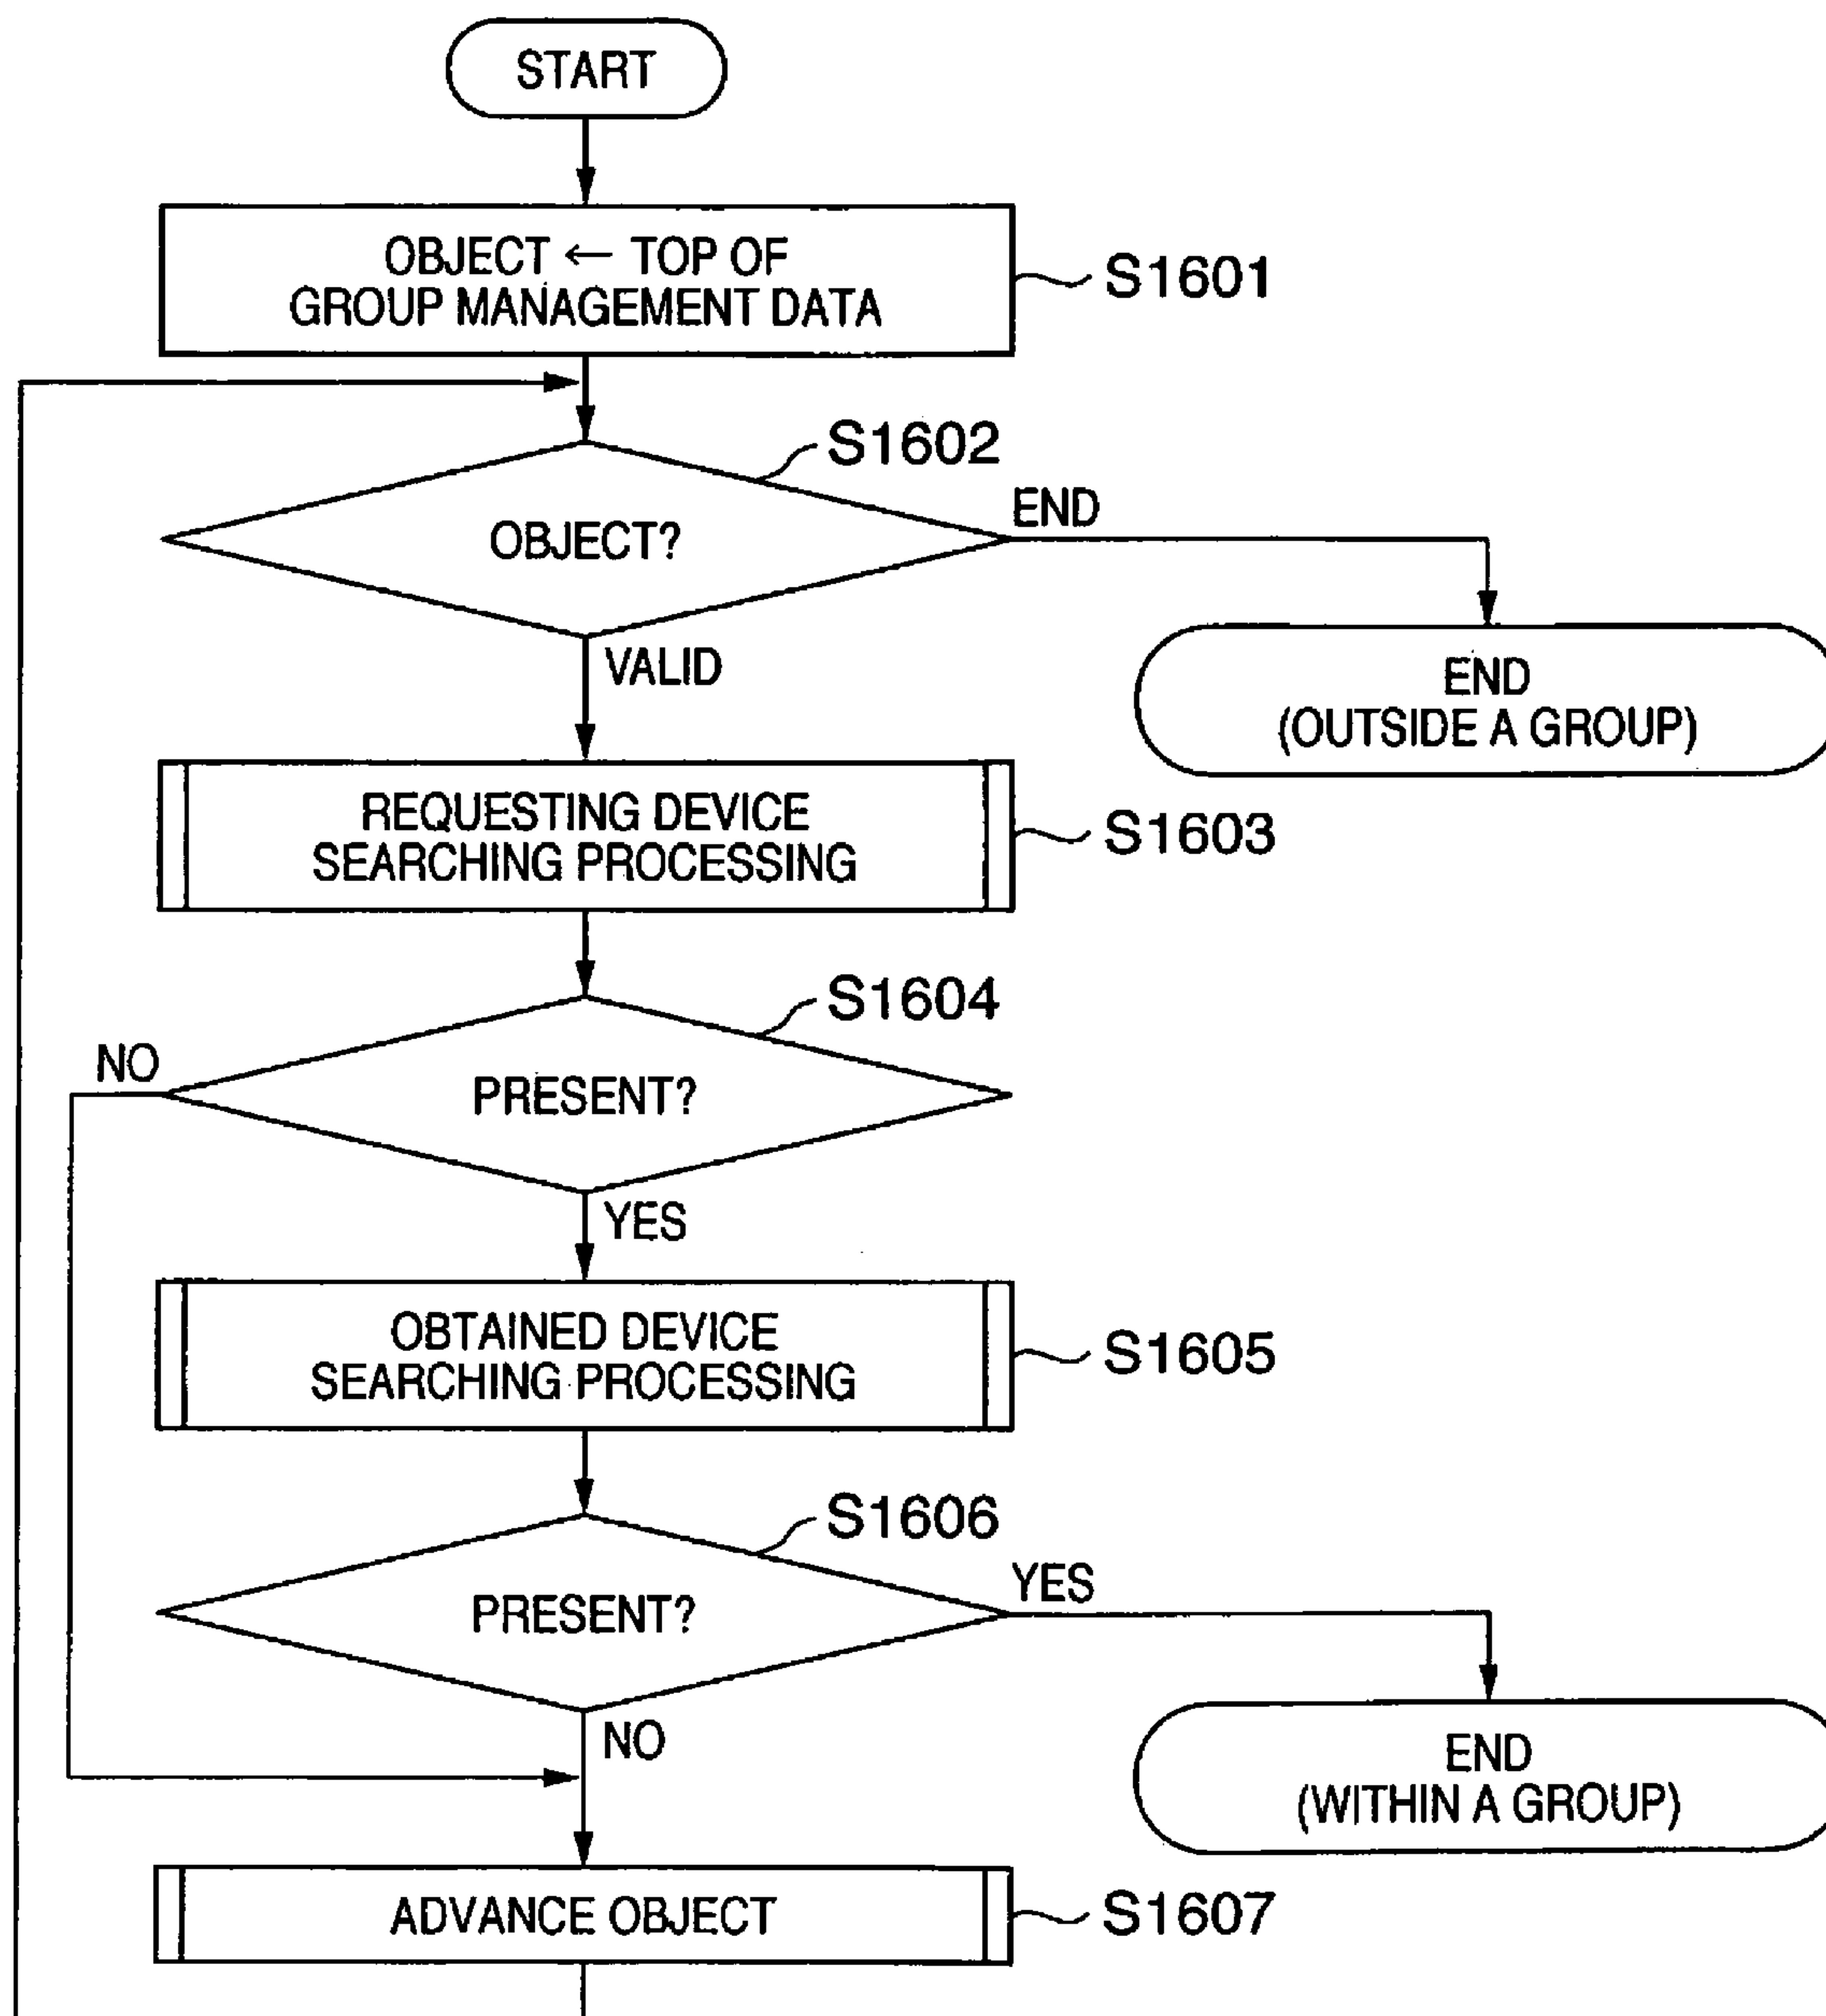 START
OBJECT ← TOP OF
GROUP MANAGEMENT DATA
S1601
S1602
OBJECT?
END
VALID
END
(OUTSIDE A GROUP)
REQUESTING DEVICE
SEARCHING PROCESSING
S1603
S1604
NO
PRESENT?
YES
OBTAINED DEVICE
SEARCHING PROCESSING
S1605
S1606
PRESENT?
YES
NO
END
(WITHIN A GROUP)
ADVANCE OBJECT
S1607